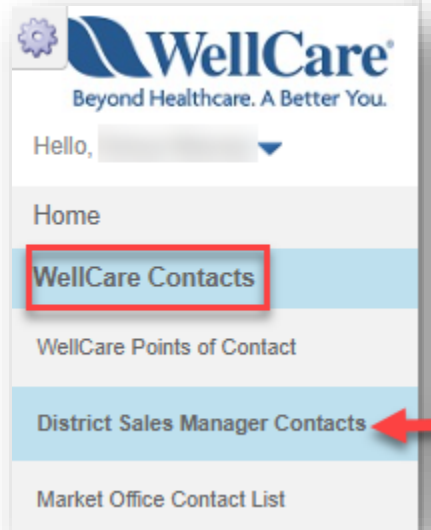 WellCare®
Beyond Healthcare. A Better You.
Hello,
Home
WellCare Contacts
WellCare Points of Contact
District Sales Manager Contacts
Market Office Contact List